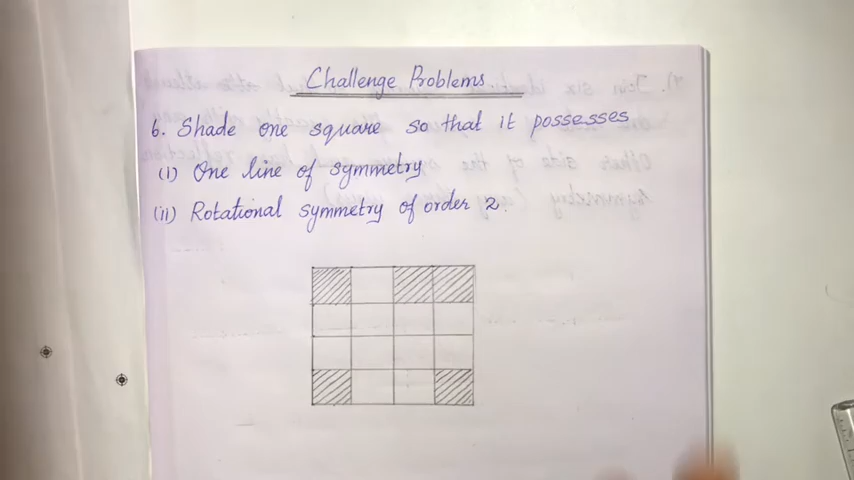 Challenge Problems.
6. Shade one square so that it possesses
(i) One line of symmetry
(ii) Rotational symmetry of order 2.